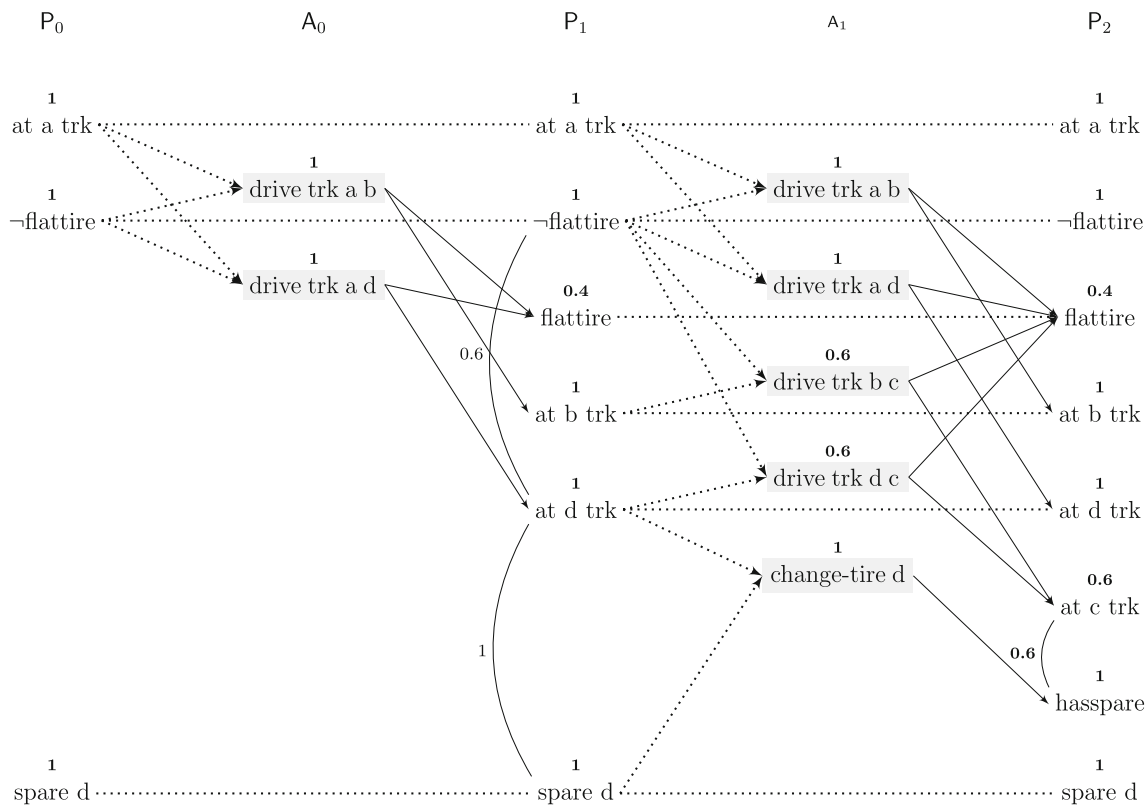 P₀ A₀ P₁ A₁ P₂
1 1 1
at a trk at a trk at a trk
1 1
drive trk a b drive trk a b
1 1 1
¬flattire ¬flattire ¬flattire
1 1
drive trk a d drive trk a d
0.4 0.4
flattire flattire
0.6 0.6
drive trk b c
1 1
at b trk at b trk
0.6
drive trk d c
1 1
at d trk at d trk
1
change-tire d
0.6
at c trk
1 0.6
1
hasspare
1 1 1
spare d spare d spare d